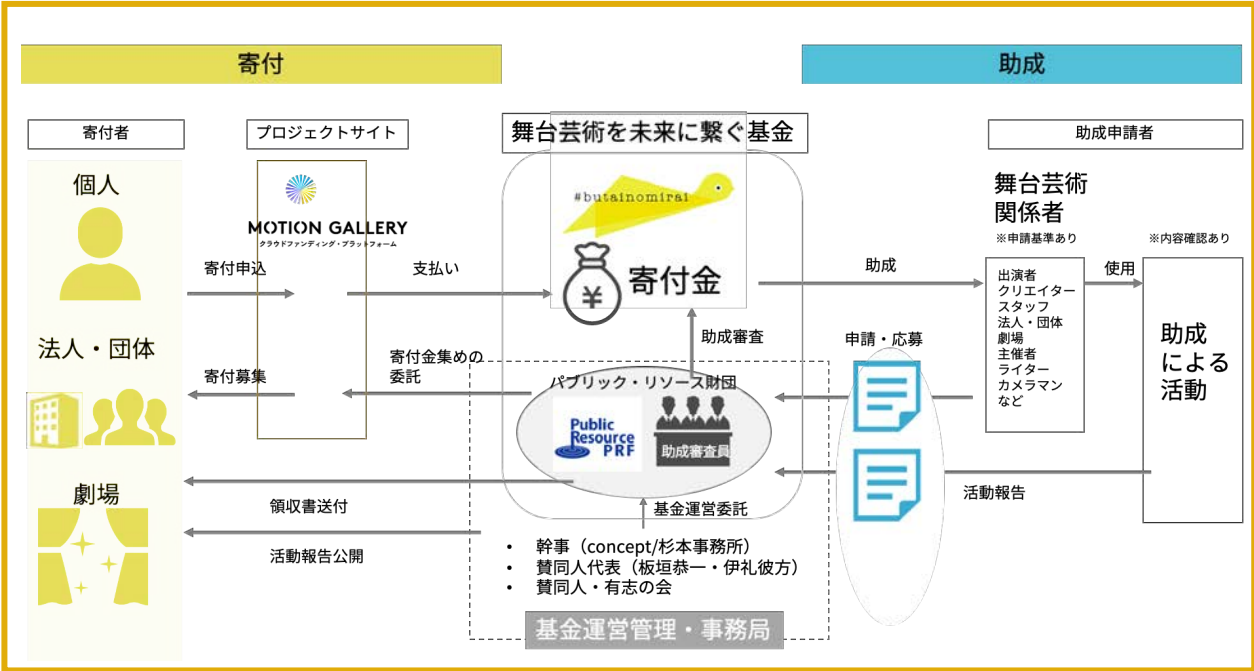 寄付
助成
寄付者
プロジェクトサイト
舞台芸術を未来に繋ぐ基金
助成申請者
個人
法人・団体
劇場
MOTION GALLERY
クラウドファンディング・プラットフォーム
寄付申込
支払い
寄付募集
寄付金集めの
委託
#butainomirai
¥
寄付金
助成審査
パブリック・リソース財団
Public
Resource
PRF
助成審査員
基金運営委託
領収書送付
活動報告公開
• 幹事（concept/杉本事務所）
• 賛同人代表（板垣恭一・伊礼彼方）
• 賛同人・有志の会
基金運営管理・事務局
助成
申請・応募
舞台芸術
関係者
※申請基準あり
出演者
クリエイター
スタッフ
法人・団体
劇場
主催者
ライター
カメラマン
など
使用
※内容確認あり
助成
による
活動
活動報告